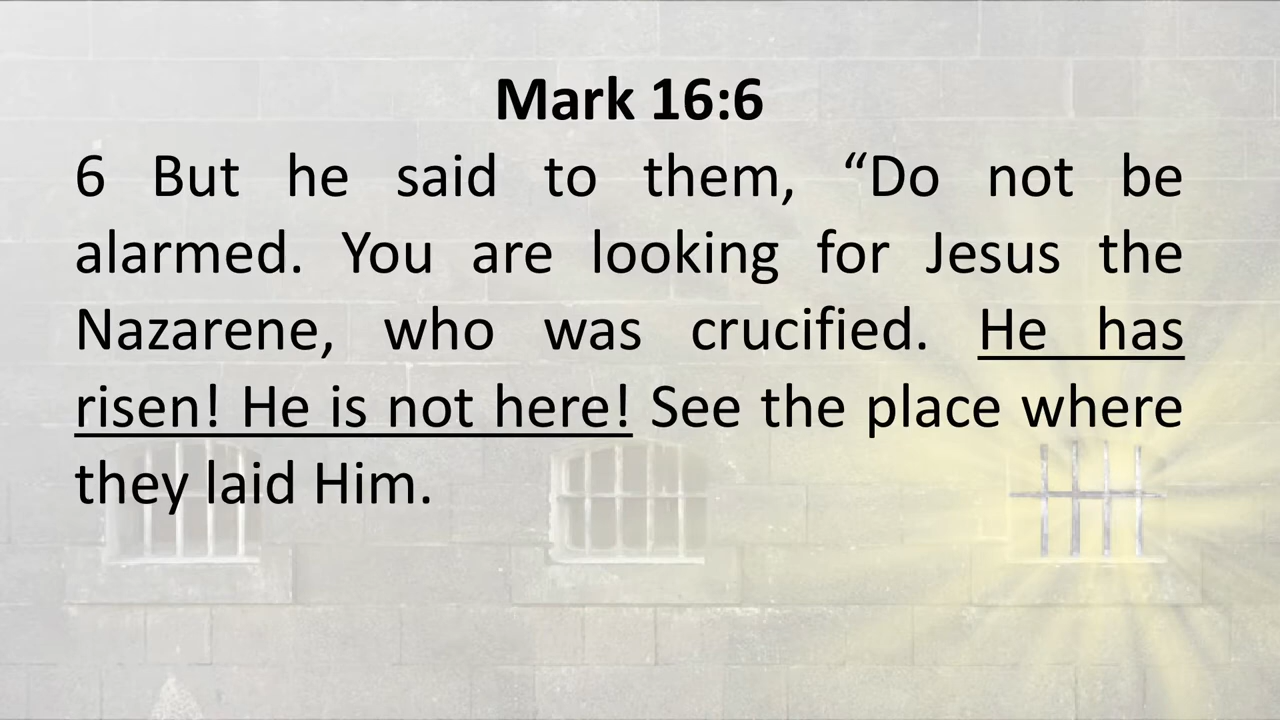 Mark 16:6
6 But he said to them, “Do not be
alarmed. You are looking for Jesus the
Nazarene, who was crucified. He has
risen! He is not here! See the place where
they laid Him.